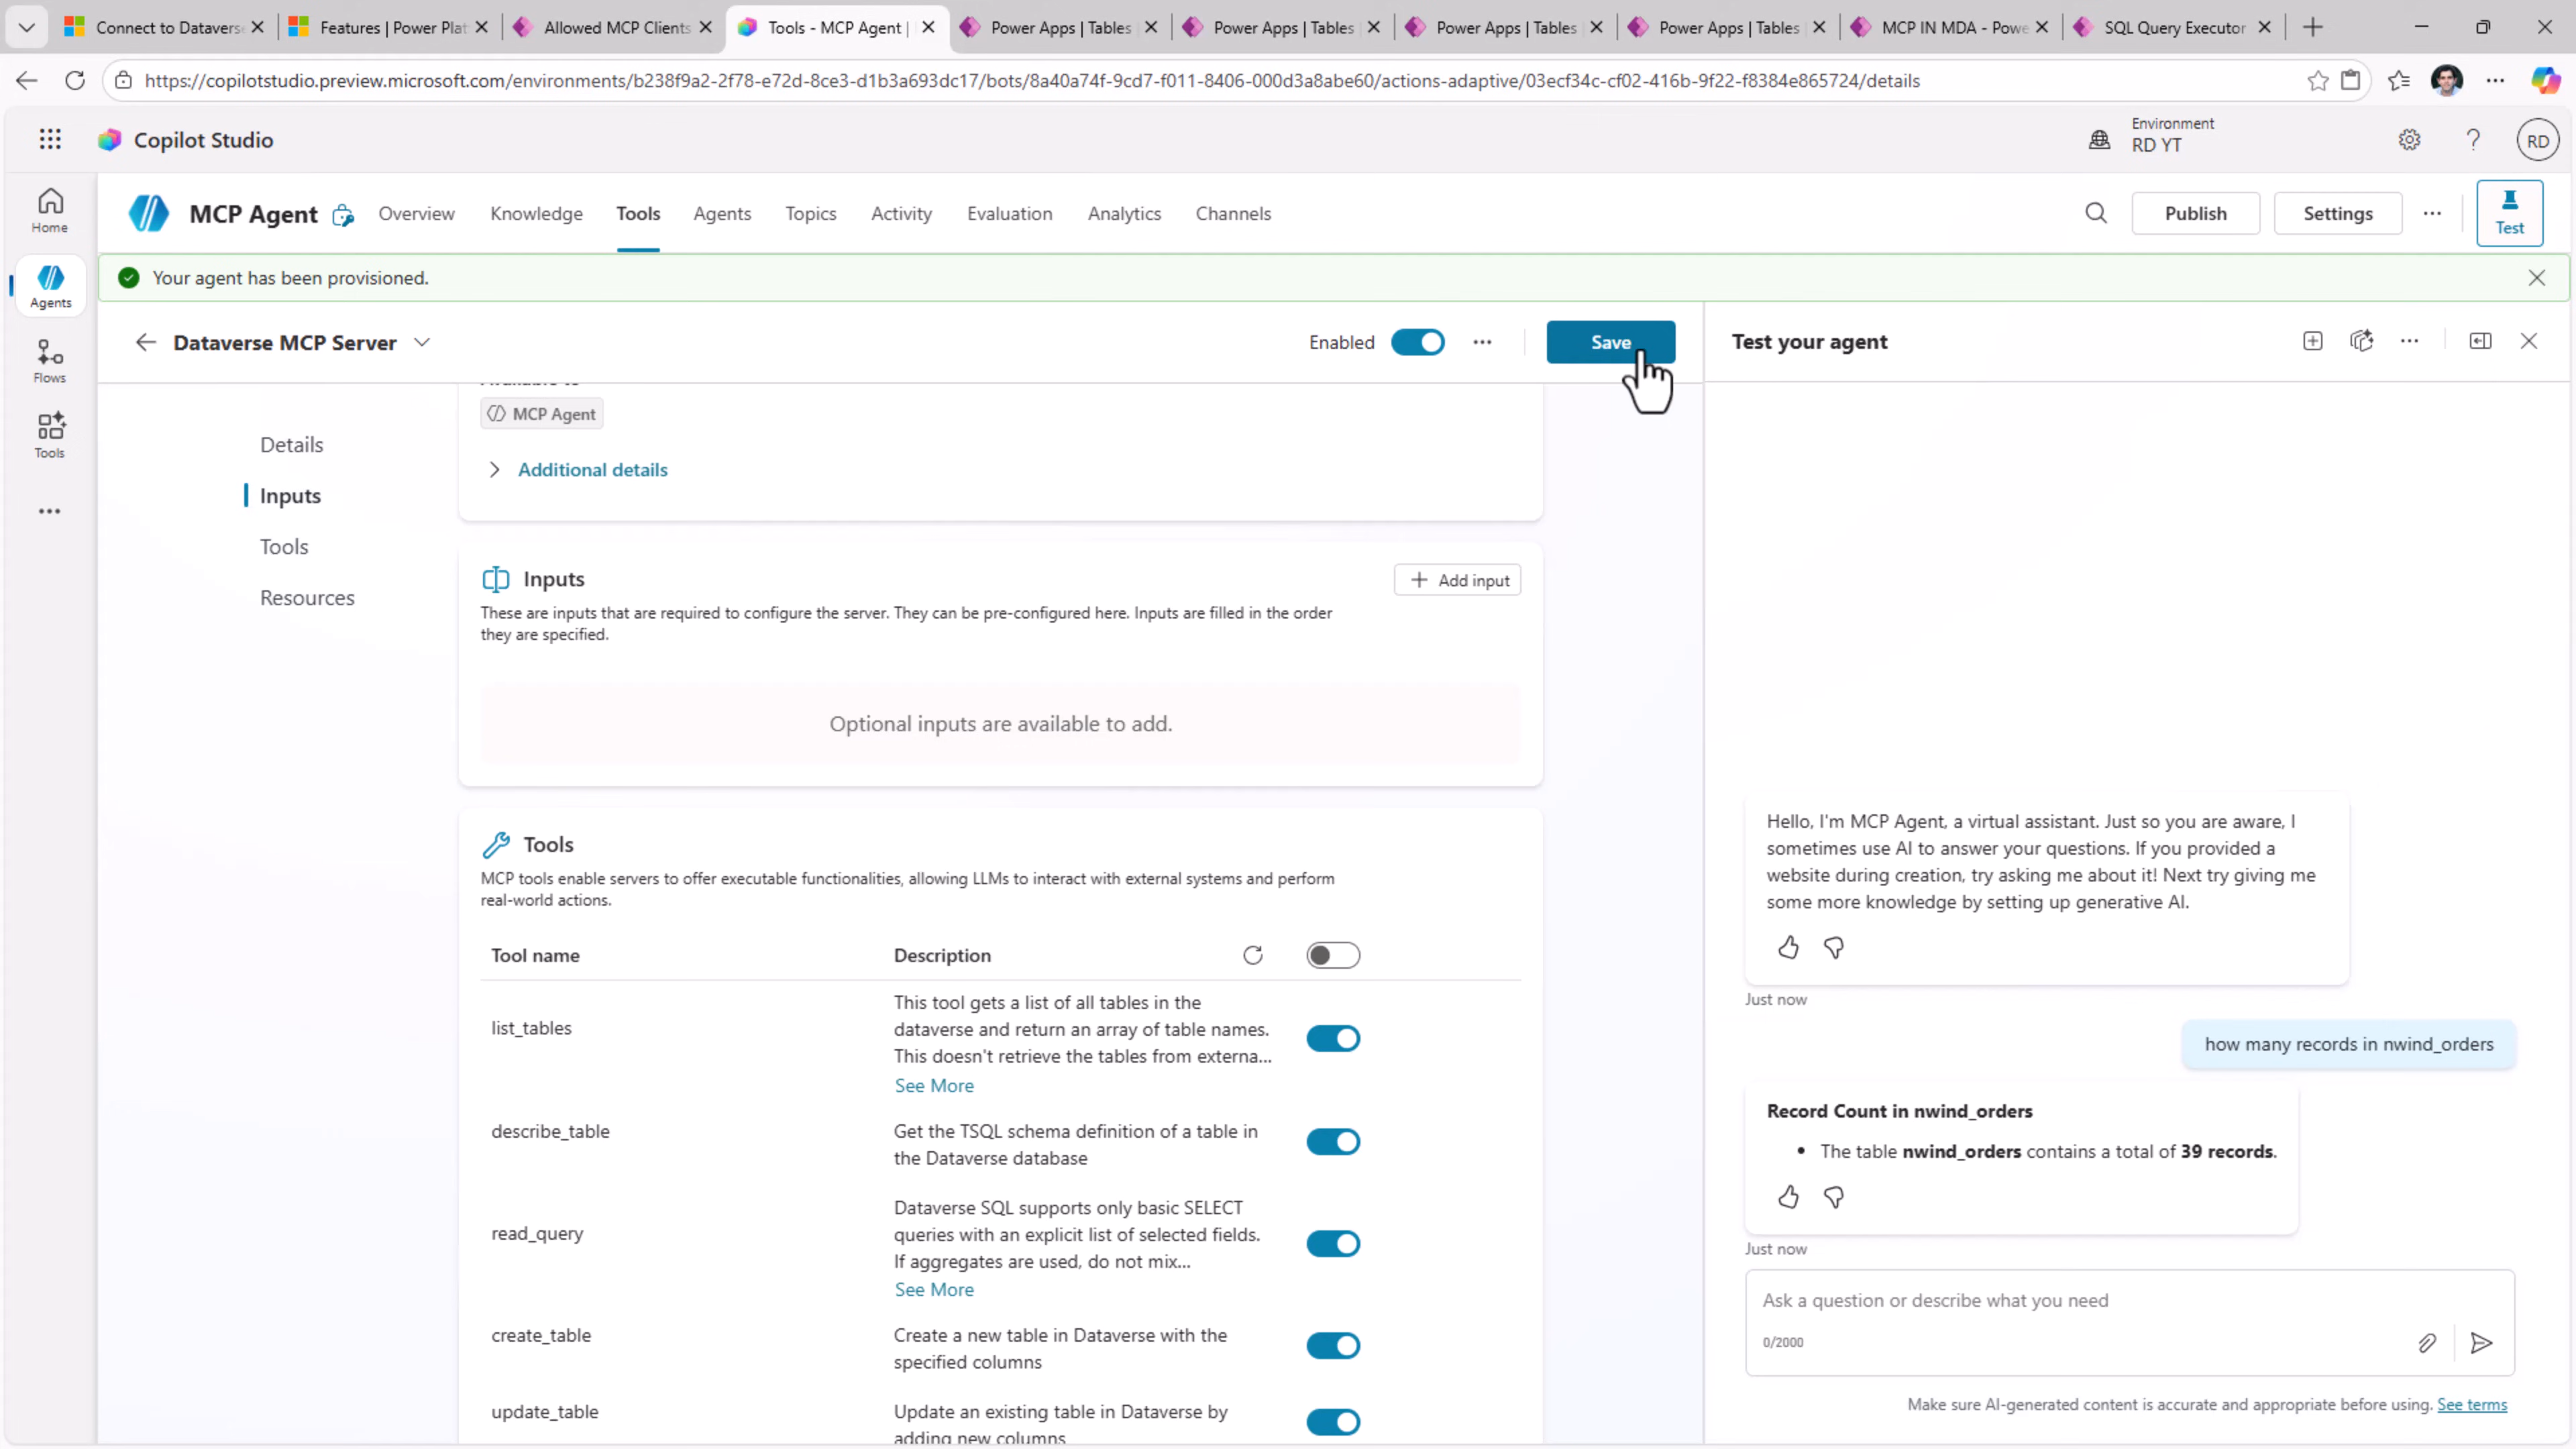 Connect to Dataverse
Features | Power Plat
Allowed MCP Clients
Tools - MCP Agent |
Power Apps | Tables
Power Apps | Tables
Power Apps | Tables
Power Apps | Tables
MCP IN MDA - Powe
SQL Query Executor
https://copilotstudio.preview.microsoft.com/environments/b238f9a2-2f78-e72d-8ce3-d1b3a693dc17/bots/8a40a74f-9cd7-f011-8406-000d3a8abe60/actions-adaptive/03ecf34c-cf02-416b-9f22-f8384e865724/details
Copilot Studio
Environment
RD YT
RD
Home
Agents
Flows
Tools
MCP Agent
Overview
Knowledge
Tools
Agents
Topics
Activity
Evaluation
Analytics
Channels
Publish
Settings
Test
Your agent has been provisioned.
Dataverse MCP Server
Enabled
Save
Details
Inputs
Tools
Resources
Available to
MCP Agent
Additional details
Inputs
Add input
These are inputs that are required to configure the server. They can be pre-configured here. Inputs are filled in the order
they are specified.
Optional inputs are available to add.
Tools
MCP tools enable servers to offer executable functionalities, allowing LLMs to interact with external systems and perform
real-world actions.
Tool name
Description
list_tables
This tool gets a list of all tables in the
dataverse and return an array of table names.
This doesn't retrieve the tables from externa...
See More
describe_table
Get the TSQL schema definition of a table in
the Dataverse database
read_query
Dataverse SQL supports only basic SELECT
queries with an explicit list of selected fields.
If aggregates are used, do not mix...
See More
create_table
Create a new table in Dataverse with the
specified columns
update_table
Update an existing table in Dataverse by
adding new columns
Test your agent
Hello, I'm MCP Agent, a virtual assistant. Just so you are aware, I
sometimes use AI to answer your questions. If you provided a
website during creation, try asking me about it! Next try giving me
some more knowledge by setting up generative AI.
Just now
how many records in nwind_orders
Record Count in nwind_orders
• The table nwind_orders contains a total of 39 records.
Just now
Ask a question or describe what you need
0/2000
Make sure AI-generated content is accurate and appropriate before using. See terms